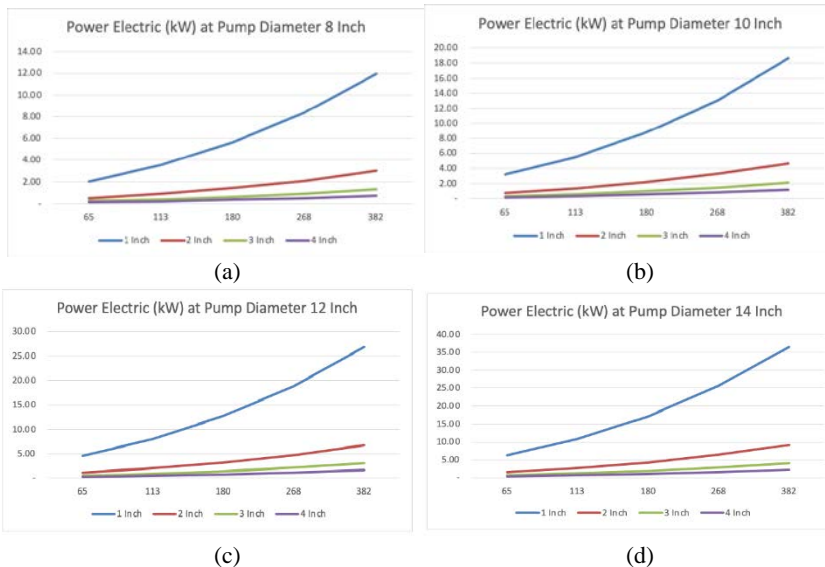 Power Electric (kW) at Pump Diameter 8 Inch
14.00
12.00
10.00
8.00
6.00
4.00
2.00
-
65 113 180 268 382
1 Inch 2 Inch 3 Inch 4 Inch
(a)
Power Electric (kW) at Pump Diameter 10 Inch
20.00
18.00
16.00
14.00
12.00
10.00
8.00
6.00
4.00
2.00
-
65 113 180 268 382
1 Inch 2 Inch 3 Inch 4 Inch
(b)
Power Electric (kW) at Pump Diameter 12 Inch
30.00
25.00
20.00
15.00
10.00
5.00
-
65 113 180 268 382
1 Inch 2 Inch 3 Inch 4 Inch
(c)
Power Electric (kW) at Pump Diameter 14 Inch
40.00
35.00
30.00
25.00
20.00
15.00
10.00
5.00
-
65 113 180 268 382
1 Inch 2 Inch 3 Inch 4 Inch
(d)